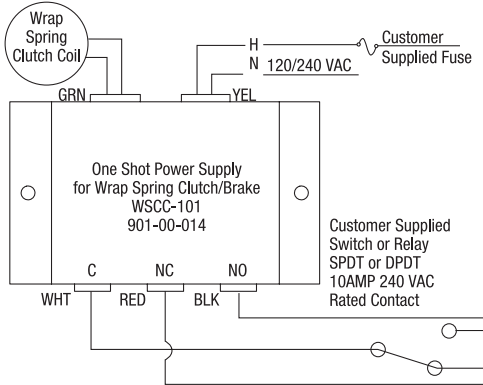 Wrap
Spring
Clutch Coil
H
Customer
Supplied Fuse
N 120/240 VAC
GRN
YEL
One Shot Power Supply
for Wrap Spring Clutch/Brake
WSCC-101
901-00-014
Customer Supplied
Switch or Relay
SPDT or DPDT
10AMP 240 VAC
Rated Contact
C NC NO
WHT RED BLK